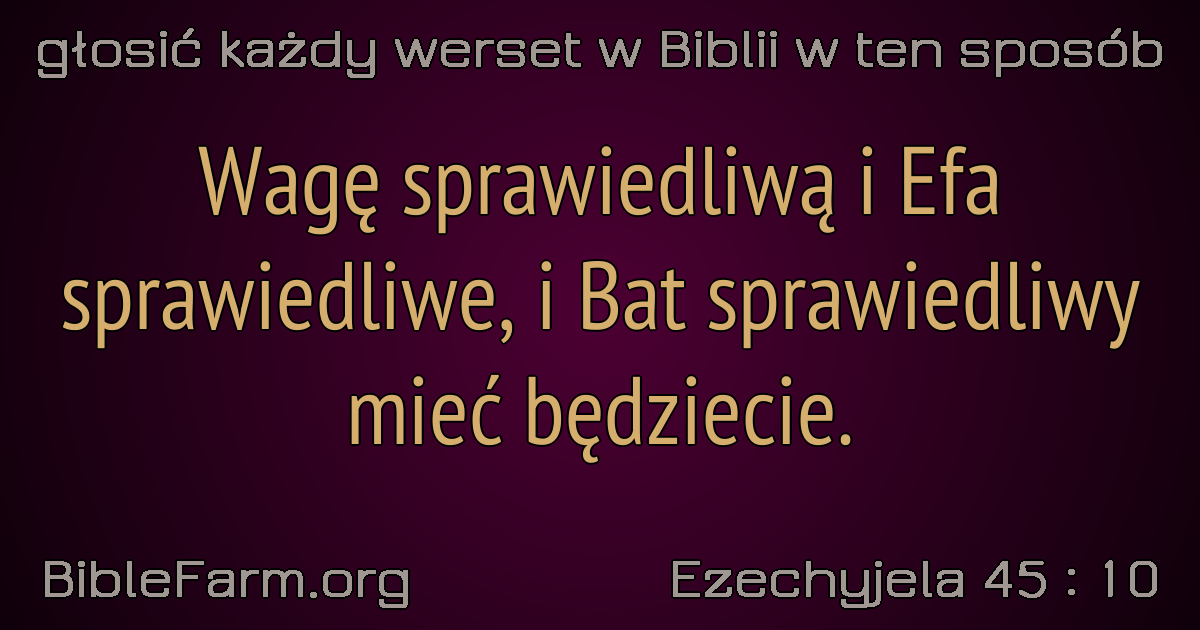 głosić każdy werset w Biblii w ten sposób
Wagę sprawiedliwą i Efa
sprawiedliwe, i Bat sprawiedliwy
mieć będziecie.
BibleFarm.org
Ezechyjela 45 : 10